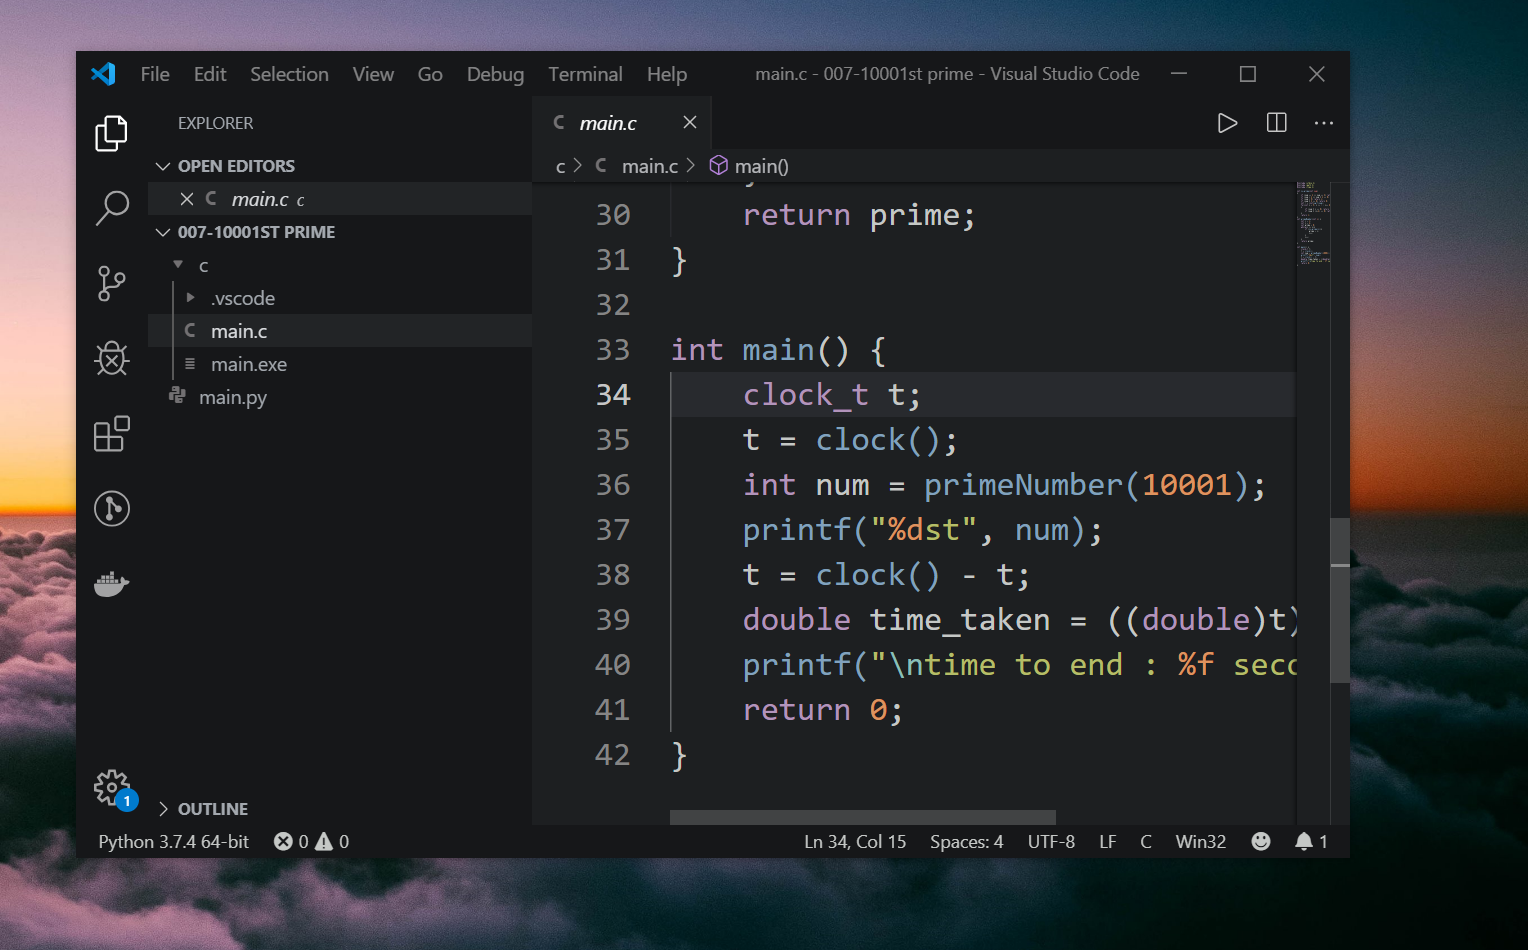 File Edit Selection View Go Debug Terminal Help main.c - 007-10001st prime - Visual Studio Code
EXPLORER
OPEN EDITORS
main.c c
007-10001ST PRIME
c
.vscode
C main.c
main.exe
main.py
OUTLINE
C main.c
c > C main.c > main()
30 return prime;
31 }
32
33 int main() {
34 clock_t t;
35 t = clock();
36 int num = primeNumber(10001);
37 printf("%dst", num);
38 t = clock() - t;
39 double time_taken = ((double)t)
40 printf("\ntime to end : %f seco
41 return 0;
42 }
1
Python 3.7.4 64-bit 0 0 Ln 34, Col 15 Spaces: 4 UTF-8 LF C Win32 1